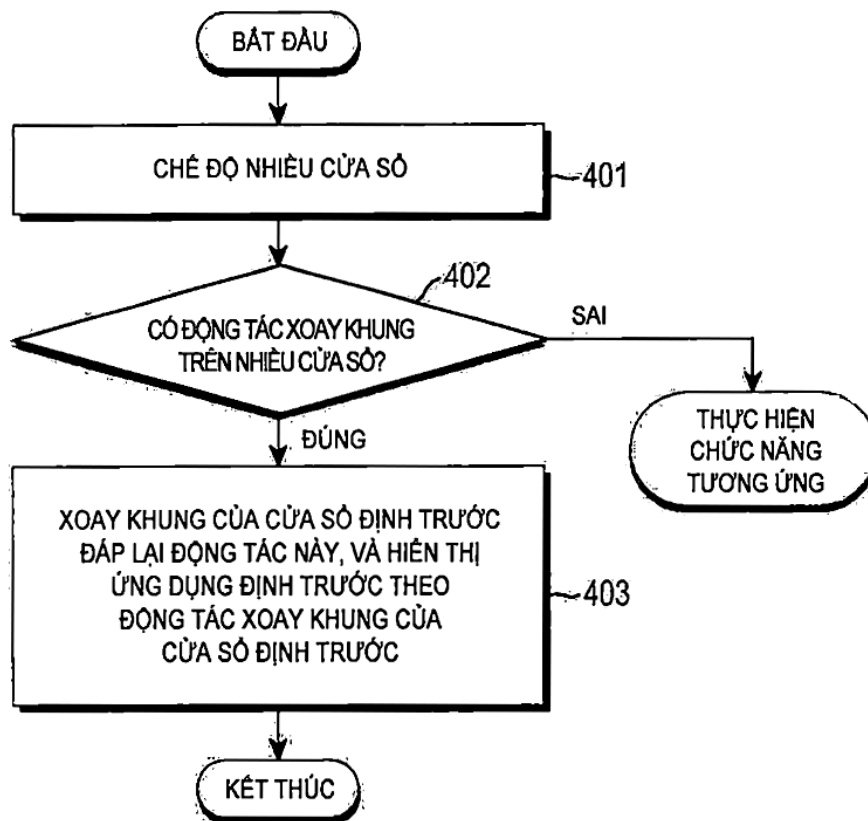 BẮT ĐẦU
CHẾ ĐỘ NHIỀU CỬA SỔ
401
402
CÓ ĐỘNG TÁC XOAY KHUNG
TRÊN NHIỀU CỬA SỔ?
SAI
THỰC HIỆN
CHỨC NĂNG
TƯƠNG ỨNG
ĐÚNG
XOAY KHUNG CỦA CỬA SỔ ĐỊNH TRƯỚC
ĐÁP LẠI ĐỘNG TÁC NÀY, VÀ HIỂN THỊ
ỨNG DỤNG ĐỊNH TRƯỚC THEO
ĐỘNG TÁC XOAY KHUNG CỦA
CỬA SỔ ĐỊNH TRƯỚC
403
KẾT THÚC